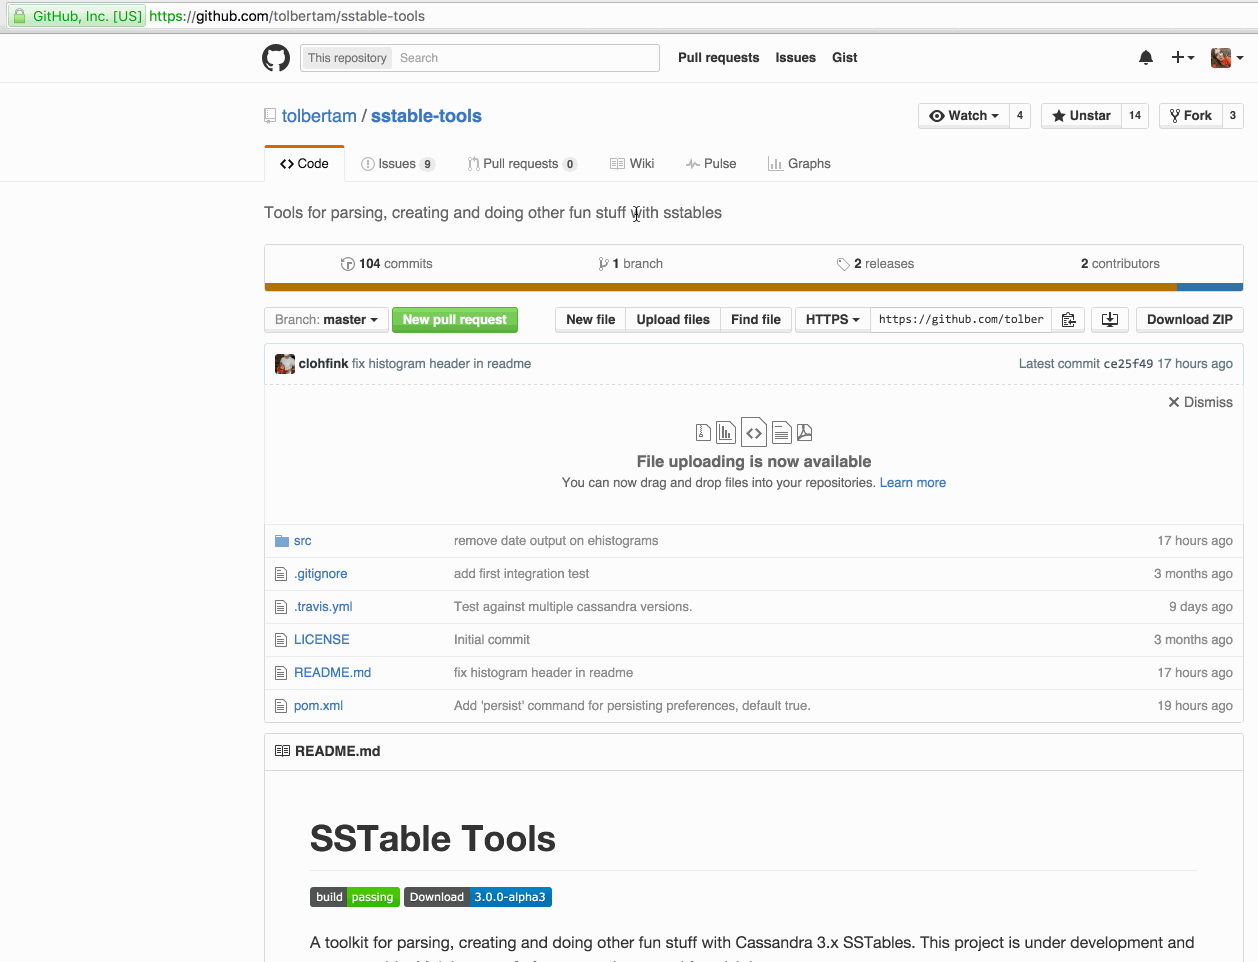 GitHub, Inc. [US] https://github.com/tolbertam/sstable-tools
This repository Search Pull requests Issues Gist
tolbertam / sstable-tools Watch 4 Unstar 14 Fork 3
Code Issues 9 Pull requests 0 Wiki Pulse Graphs
Tools for parsing, creating and doing other fun stuff with sstables
104 commits 1 branch 2 releases 2 contributors
Branch: master New pull request New file Upload files Find file HTTPS https://github.com/tolber Download ZIP
clohfink fix histogram header in readme Latest commit ce25f49 17 hours ago
Dismiss
File uploading is now available
You can now drag and drop files into your repositories. Learn more
src remove date output on ehistograms 17 hours ago
.gitignore add first integration test 3 months ago
.travis.yml Test against multiple cassandra versions. 9 days ago
LICENSE Initial commit 3 months ago
README.md fix histogram header in readme 17 hours ago
pom.xml Add 'persist' command for persisting preferences, default true. 19 hours ago
README.md
SSTable Tools
build passing Download 3.0.0-alpha3
A toolkit for parsing, creating and doing other fun stuff with Cassandra 3.x SSTables. This project is under development and